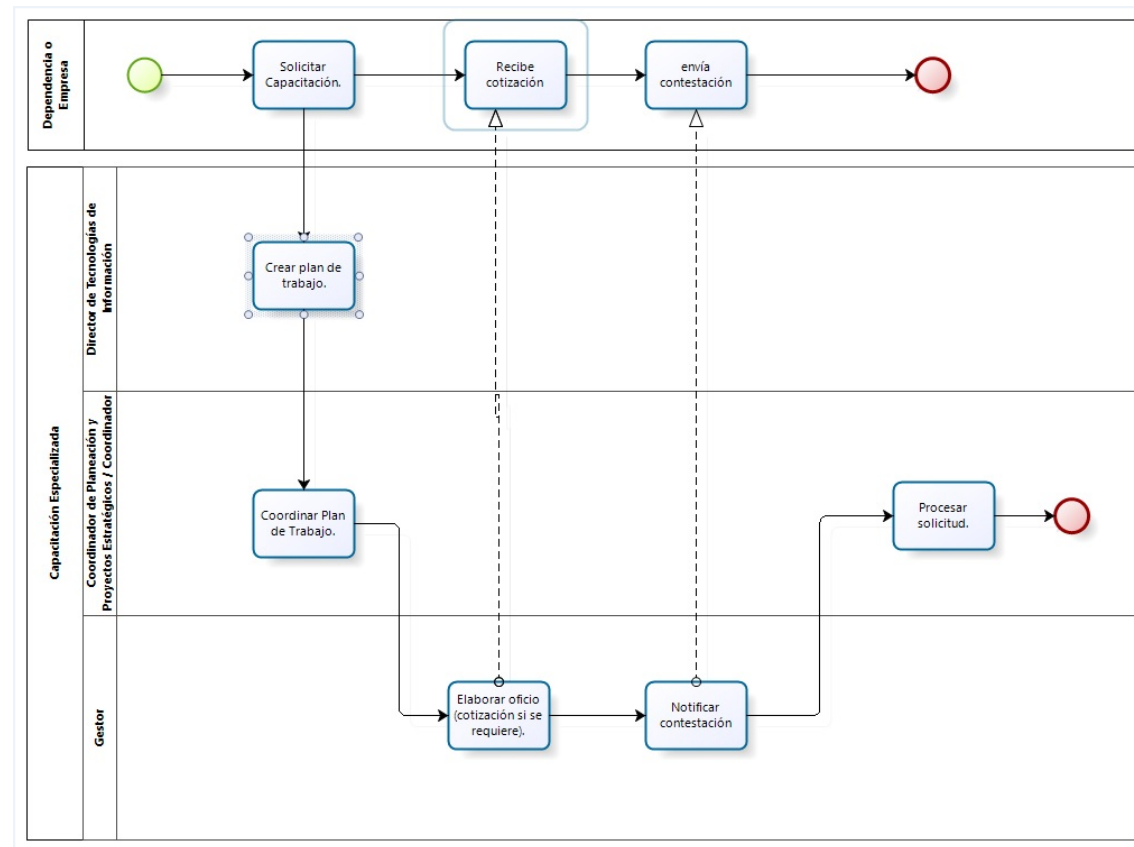 Dependencia o
Empresa
Solicitar
Capacitación.
Recibe
cotización
envía
contestación
Capacitación Especializada
Director de Tecnologías de
Información
Crear plan de
trabajo.
Coordinador de Planeación y
Proyectos Estratégicos / Coordinador
Coordinar Plan
de Trabajo.
Procesar
solicitud.
Gestor
Elaborar oficio
(cotización si se
requiere).
Notificar
contestación